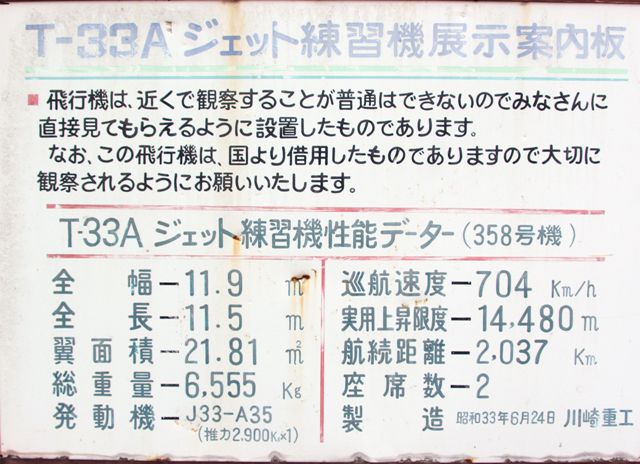 T-33A ジェット練習機展示案内板
■ 飛行機は、近くで観察することが普通はできないのでみなさんに
直接見てもらえるように設置したものであります。
なお、この飛行機は、国より借用したものでありますので大切に
観察されるようにお願いいたします。
T-33A ジェット練習機性能データー(358号機)
全幅-11.9 m
全長-11.5 m
翼面積-21.81 m²
総重量-6,555 Kg
発動機-J33-A35
(推力2.900Kg×1)
巡航速度-704 Km/h
実用上昇限度-14,480 m
航続距離-2,037 Km
座席数-2
製造 昭和33年6月24日 川崎重工